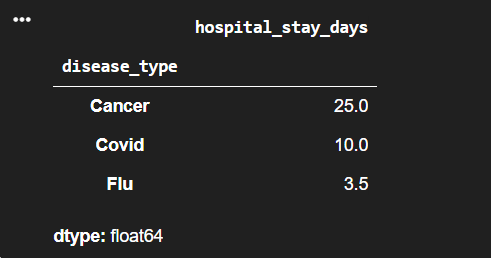 hospital_stay_days
disease_type
Cancer 25.0
Covid 10.0
Flu 3.5
dtype: float64